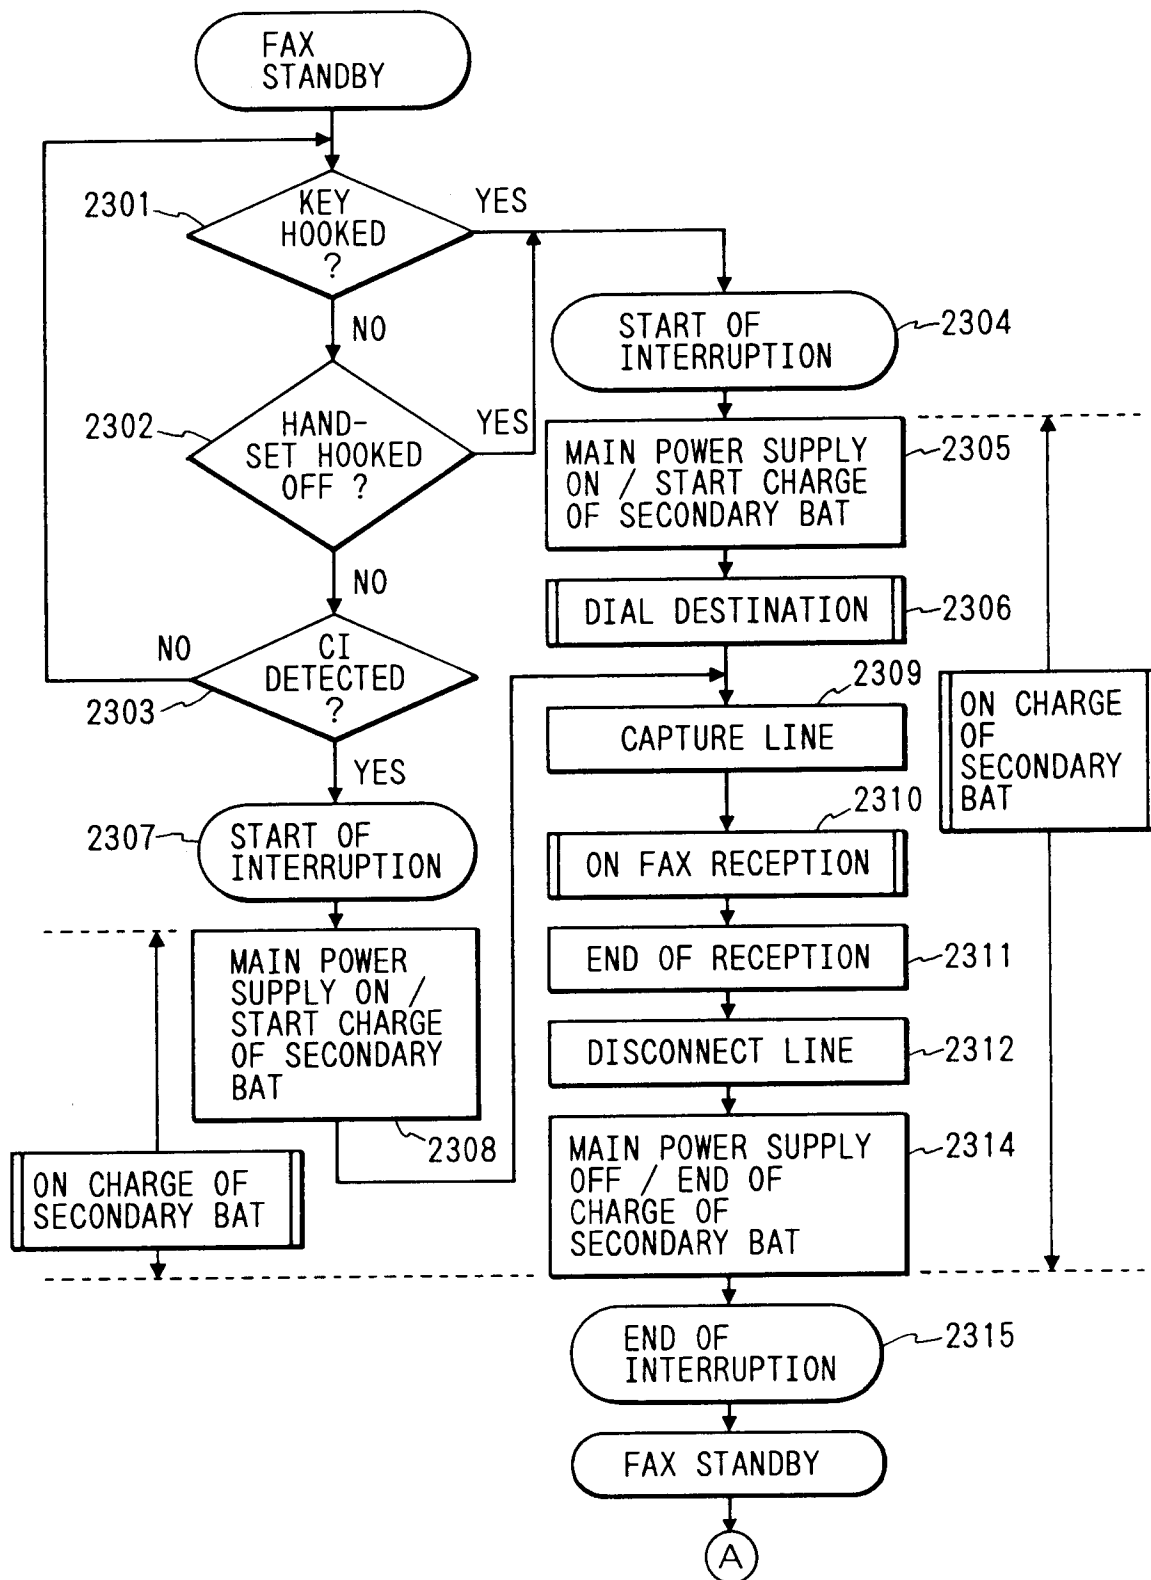 FAX
STANDBY
2301
KEY
HOOKED
?
YES
NO
2302
HAND-
SET HOOKED
OFF ?
YES
NO
NO
CI
DETECTED
?
2303
YES
2307
START OF
INTERRUPTION
MAIN POWER
SUPPLY ON /
START CHARGE
OF SECONDARY
BAT
2308
ON CHARGE OF
SECONDARY BAT
START OF
INTERRUPTION
2304
MAIN POWER SUPPLY
ON / START CHARGE
OF SECONDARY BAT
2305
DIAL DESTINATION
2306
2309
CAPTURE LINE
2310
ON FAX RECEPTION
END OF RECEPTION
2311
DISCONNECT LINE
2312
MAIN POWER SUPPLY
OFF / END OF
CHARGE OF
SECONDARY BAT
2314
ON CHARGE
OF
SECONDARY
BAT
END OF
INTERRUPTION
2315
FAX STANDBY
A